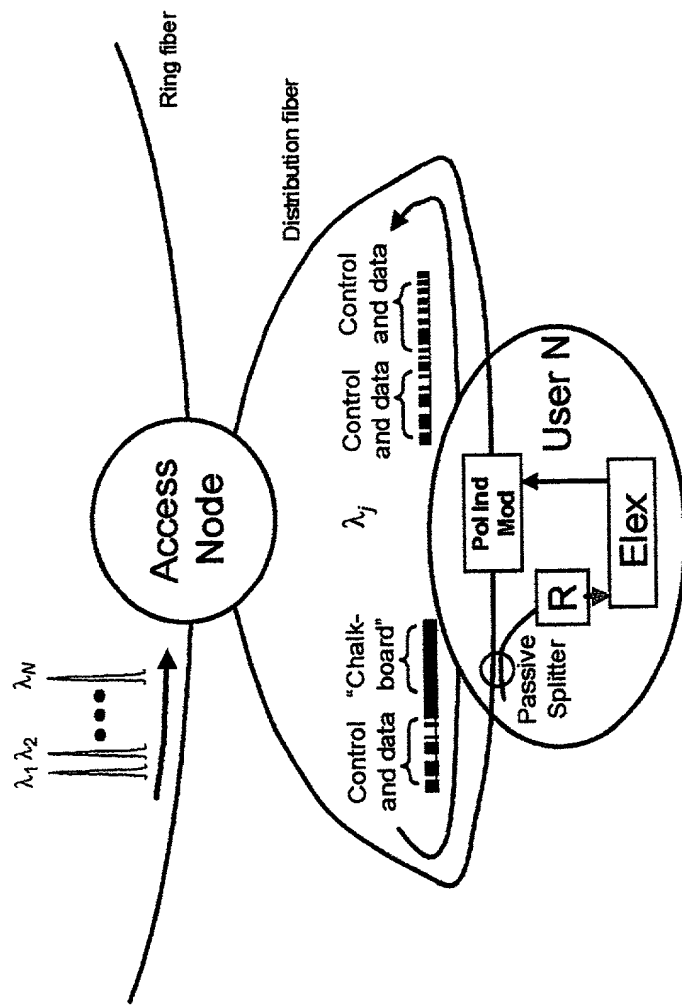 λ1 λ2 λN
Ring fiber
Access
Node
Distribution fiber
λj
Control
and data
"Chalk-
board"
Control
and data
Control
and data
Passive
Splitter
Pol Ind
Mod
R
Elex
User N